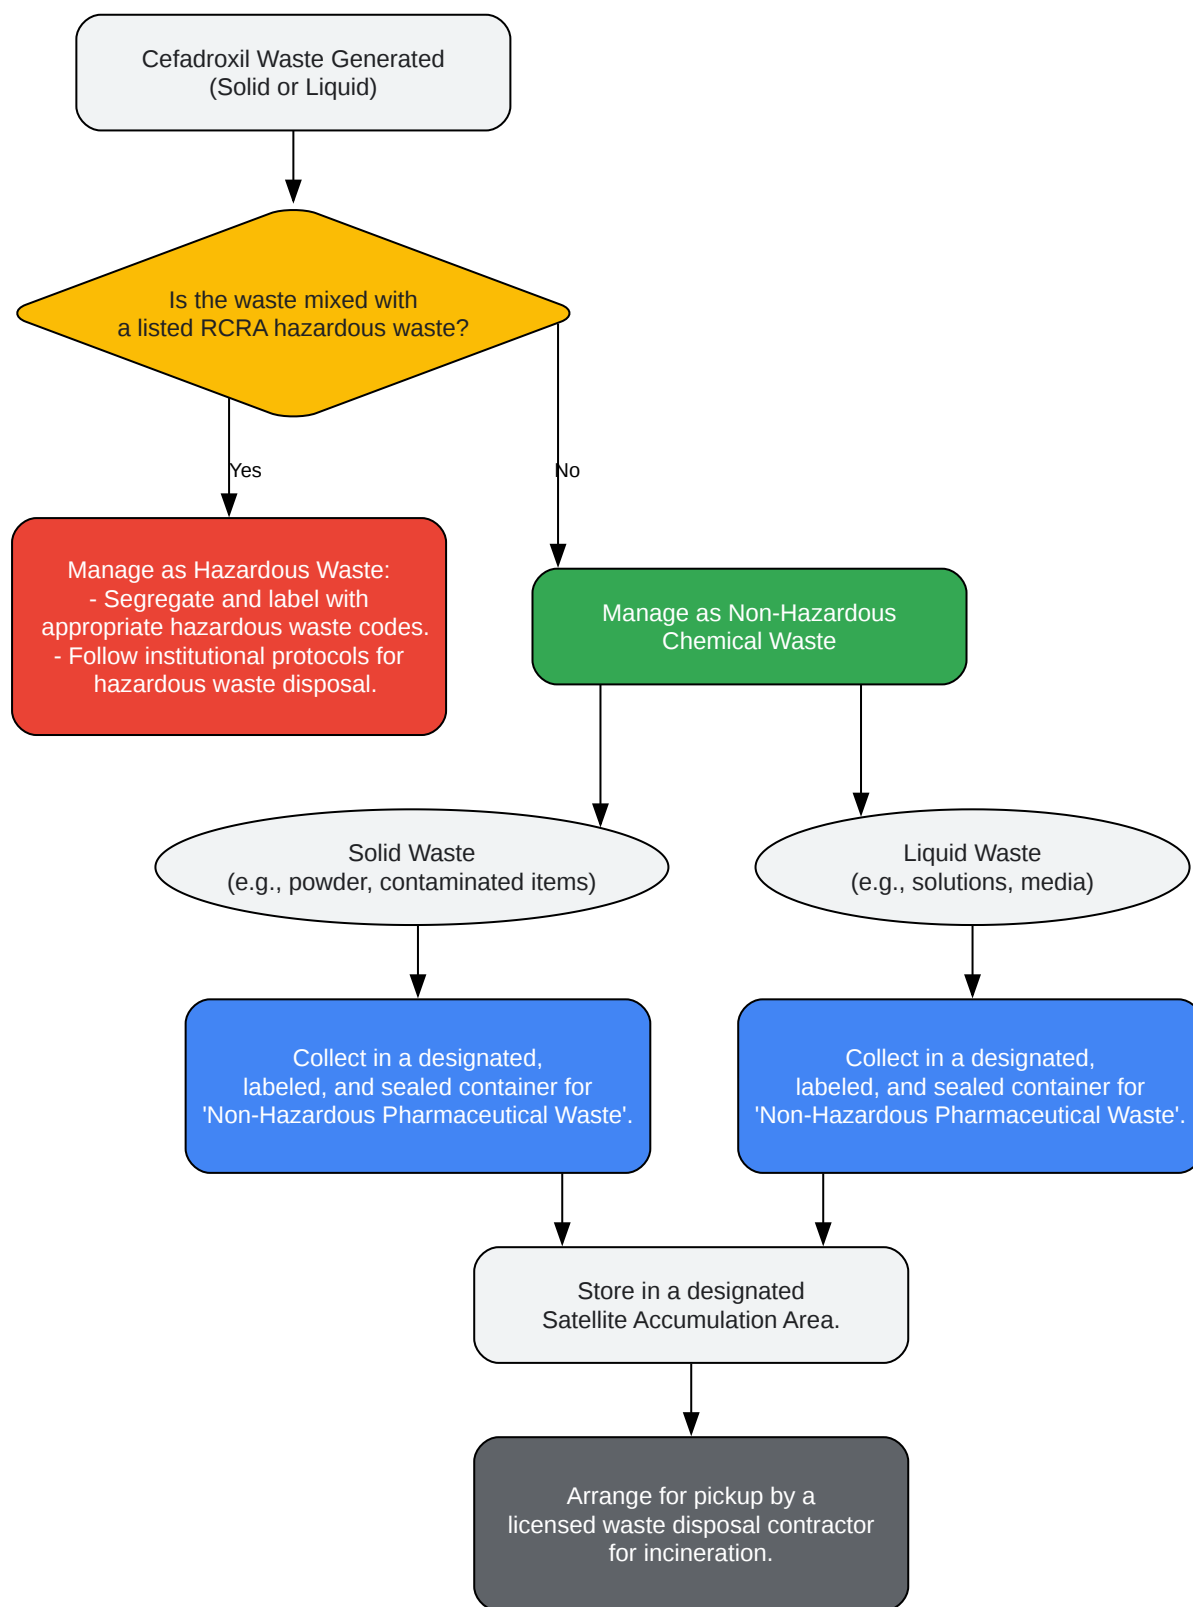 Cefadroxil Waste Generated
(Solid or Liquid)
Is the waste mixed with
a listed RCRA hazardous waste?
Yes
No
Manage as Hazardous Waste:
- Segregate and label with
appropriate hazardous waste codes.
- Follow institutional protocols for
hazardous waste disposal.
Manage as Non-Hazardous
Chemical Waste
Solid Waste
(e.g., powder, contaminated items)
Liquid Waste
(e.g., solutions, media)
Collect in a designated,
labeled, and sealed container for
'Non-Hazardous Pharmaceutical Waste'.
Collect in a designated,
labeled, and sealed container for
'Non-Hazardous Pharmaceutical Waste'.
Store in a designated
Satellite Accumulation Area.
Arrange for pickup by a
licensed waste disposal contractor
for incineration.